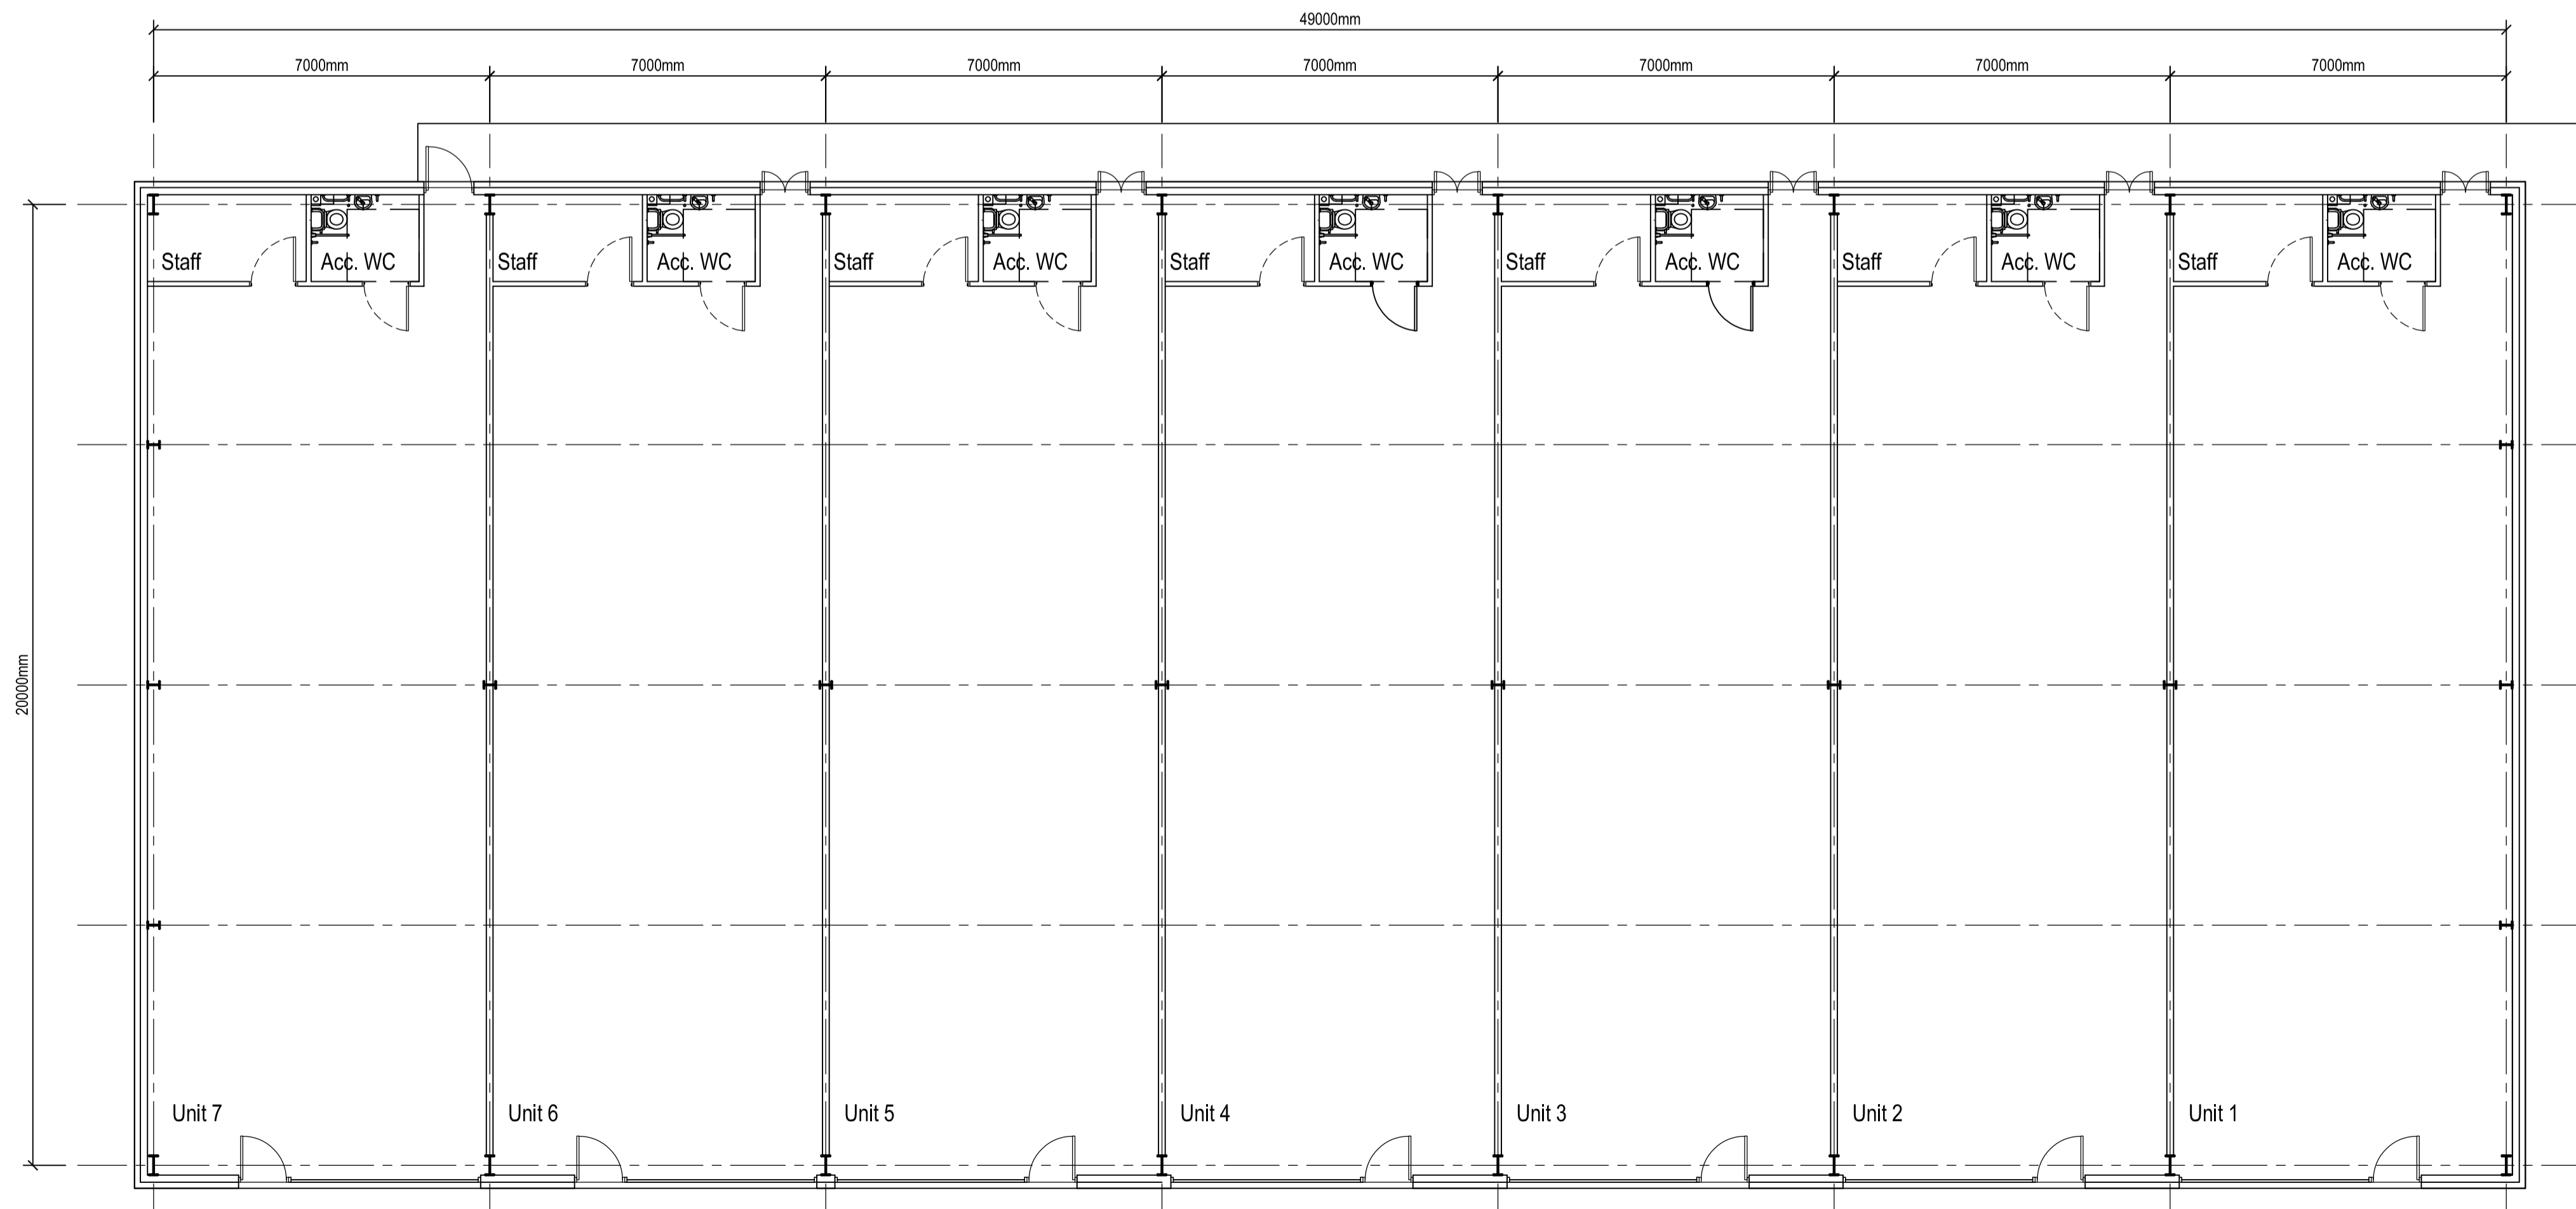 49000mm
7000mm 7000mm 7000mm 7000mm 7000mm 7000mm 7000mm
Staff Acc. WC Staff Acc. WC Staff Acc. WC Staff Acc. WC Staff Acc. WC Staff Acc. WC Staff Acc. WC
20000mm
Unit 7 Unit 6 Unit 5 Unit 4 Unit 3 Unit 2 Unit 1